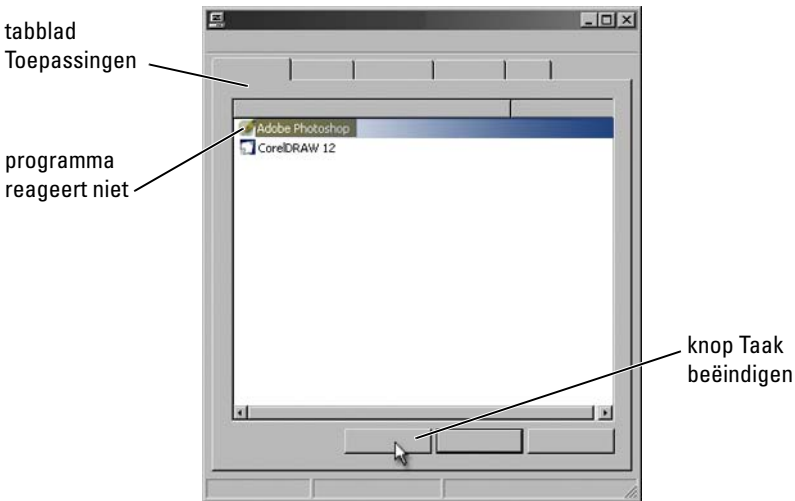 tabblad
Toepassingen
Adobe Photoshop
CorelDRAW 12
programma
reageert niet
knop Taak
beëindigen